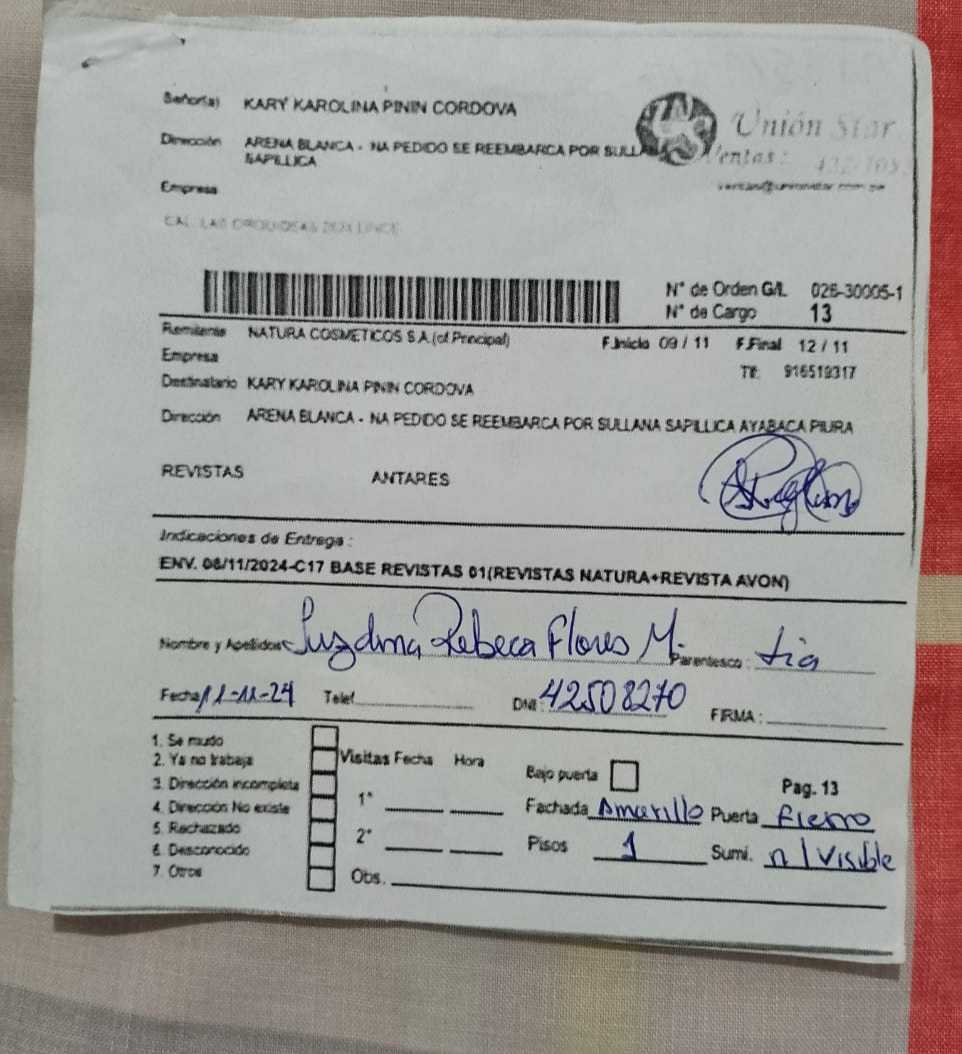 Señor(a) KARY KAROLINA PININ CORDOVA
Unión Star
Dirección ARENA BLANCA - NA PEDIDO SE REEMBARCA POR SULLANA
SAPILLICA
Ventas:
Empresa
ventas@unionstar.com.pe
N° de Orden G/L 026-30005-1
N° de Cargo 13
Remitente NATURA COSMETICOS S.A.(of.Principal) F.Inicio 09 / 11 F.Final 12 / 11
Empresa Tlf: 916519317
Destinatario KARY KAROLINA PININ CORDOVA
Dirección ARENA BLANCA - NA PEDIDO SE REEMBARCA POR SULLANA SAPILLICA AYABACA PIURA
REVISTAS ANTARES
Indicaciones de Entrega :
ENV. 08/11/2024-C17 BASE REVISTAS 01(REVISTAS NATURA+REVISTA AVON)
Nombre y Apellidos Luzdina Rebeca Flores M. Parentesco : tia
Fecha 11-11-24 Telef. DNI : 42508270 FIRMA :
1. Se mudo
2. Ya no trabaja Visitas Fecha Hora Bajo puerta Pag. 13
3. Dirección incompleta
4. Dirección No existe 1° Fachada Amarillo Puerta fierro
5. Rechazado
6. Desconocido 2° Pisos 1 Sumi. n/visible
7. Otros Obs.